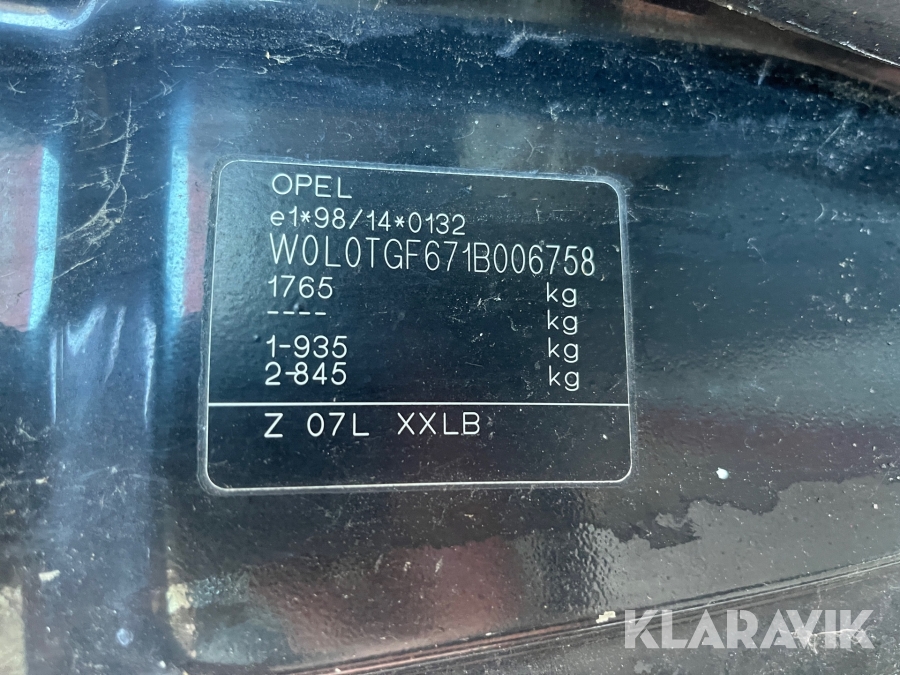 OPEL
e1*98/14*0132
W0L0TGF671B006758
1765 kg
---- kg
1-935 kg
2-845 kg
Z 07L XXLB
KLARAVIK